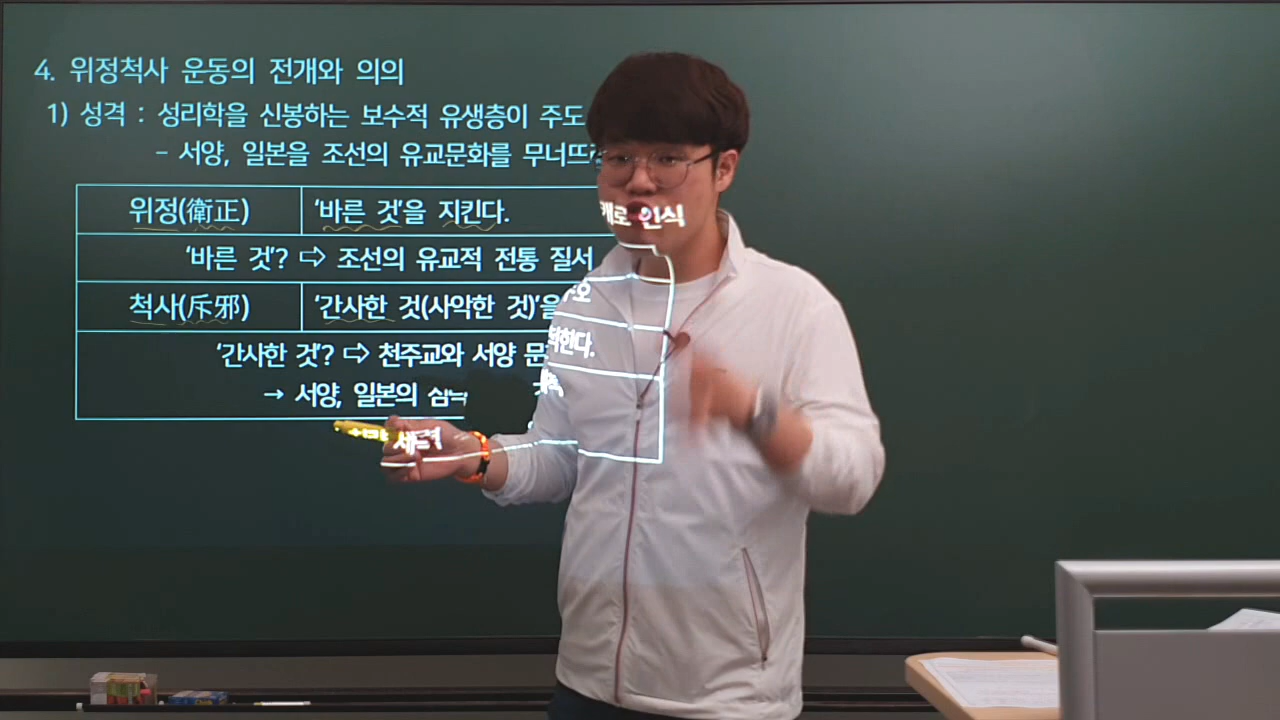 4. 위정척사 운동의 전개와 의의
1) 성격 : 성리학을 신봉하는 보수적 유생층이 주도
- 서양, 일본을 조선의 유교문화를 무너뜨
로 인식
위정(衛正) '바른 것'을 지킨다.
'바른 것'? ⇨ 조선의 유교적 전통 질서
척사(斥邪) '간사한 것(사악한 것)'을 한다.
'간사한 것'? ⇨ 천주교와 서양
→ 서양, 일본의
세력